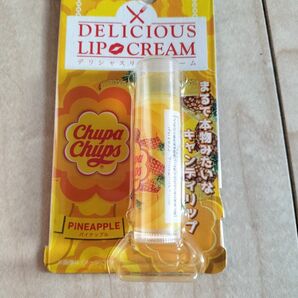 DELICIOUS
LIP CREAM
デリシャスリップクリーム
まるで本物みたいな
キャンディリップ
Chupa
Chups
PINEAPPLE
パイナップル